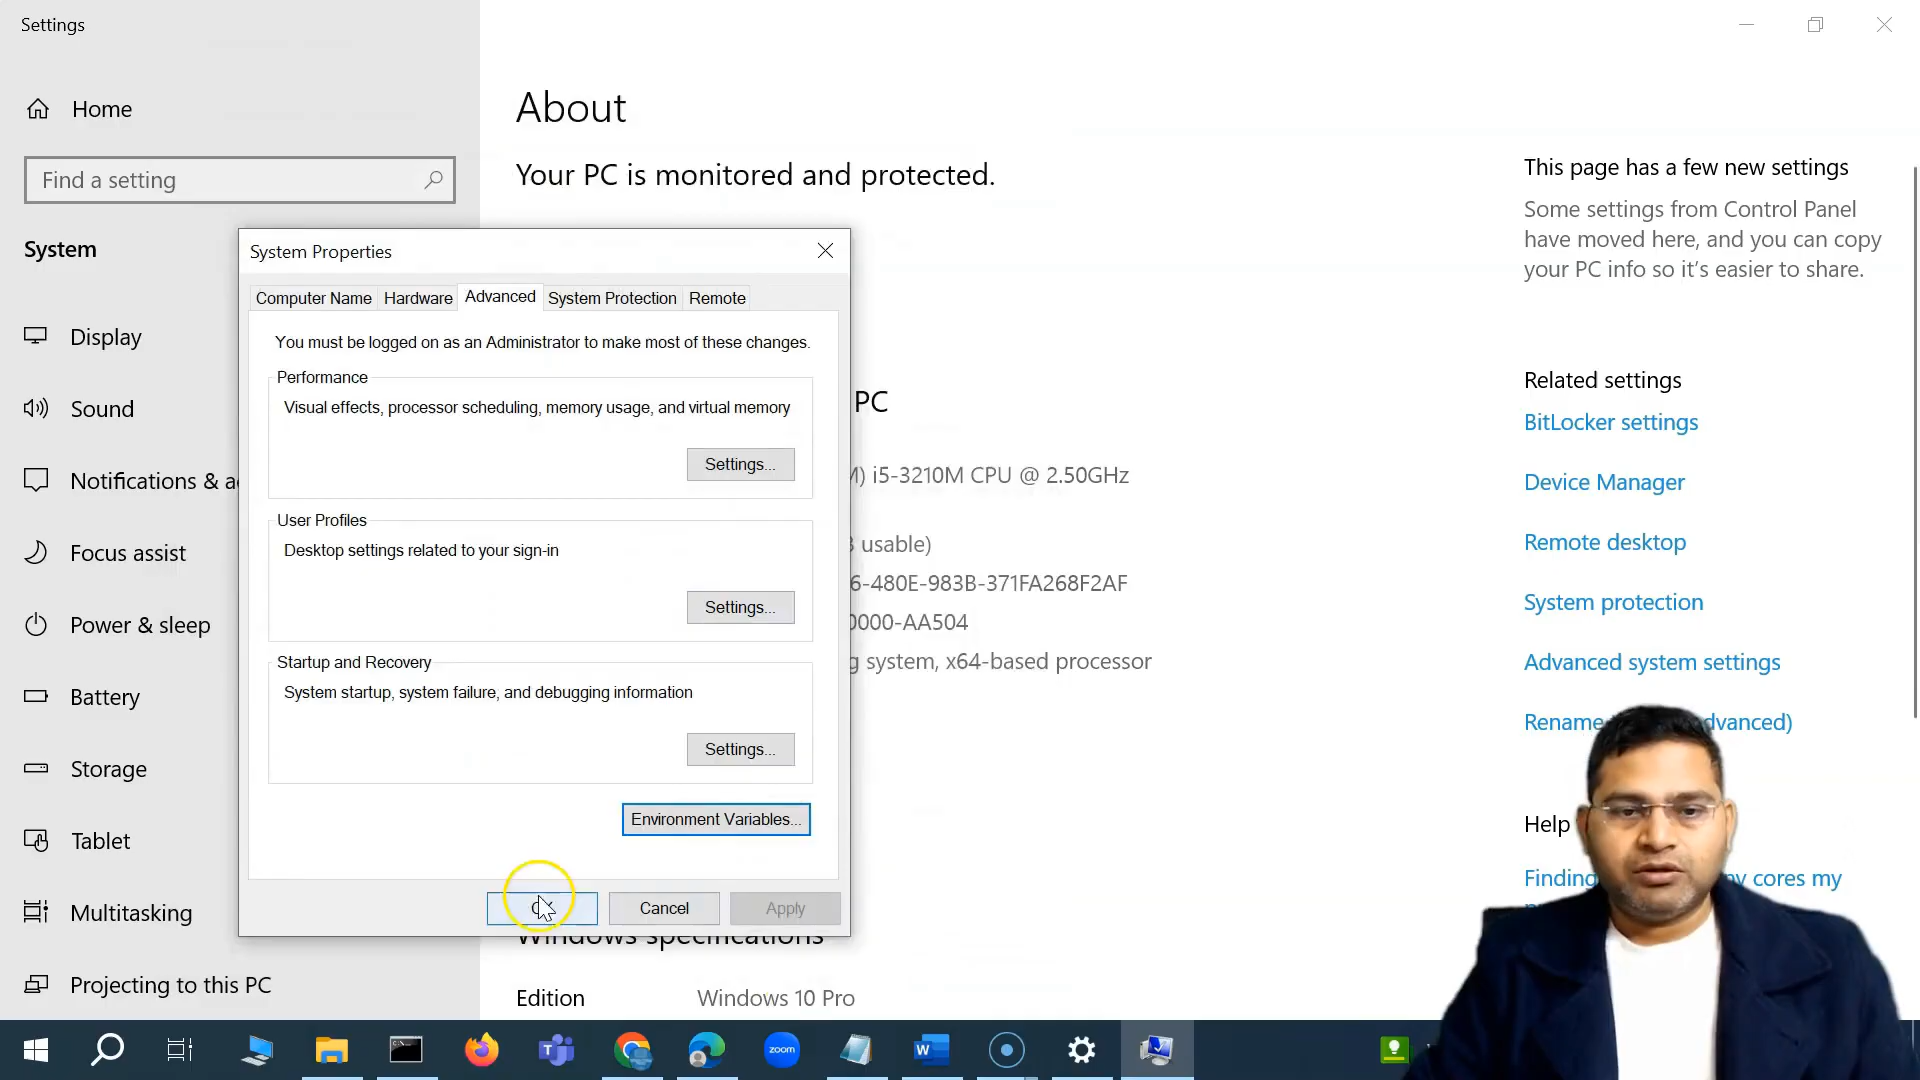 Settings
Home
Find a setting
System
Display
Sound
Notifications & a
Focus assist
Power & sleep
Battery
Storage
Tablet
Multitasking
Projecting to this PC
System Properties
Computer Name
Hardware
Advanced
System Protection
Remote
You must be logged on as an Administrator to make most of these changes.
Performance
Visual effects, processor scheduling, memory usage, and virtual memory
Settings...
User Profiles
Desktop settings related to your sign-in
Settings...
Startup and Recovery
System startup, system failure, and debugging information
Settings...
Environment Variables...
Cancel
Apply
About
Your PC is monitored and protected.
PC
i5-3210M CPU @ 2.50GHz
usable)
6-480E-983B-371FA268F2AF
0000-AA504
g system, x64-based processor
Windows specifications
Edition
Windows 10 Pro
This page has a few new settings
Some settings from Control Panel
have moved here, and you can copy
your PC info so it's easier to share.
Related settings
BitLocker settings
Device Manager
Remote desktop
System protection
Advanced system settings
Rename dvanced)
Help
Finding y cores my
zoom